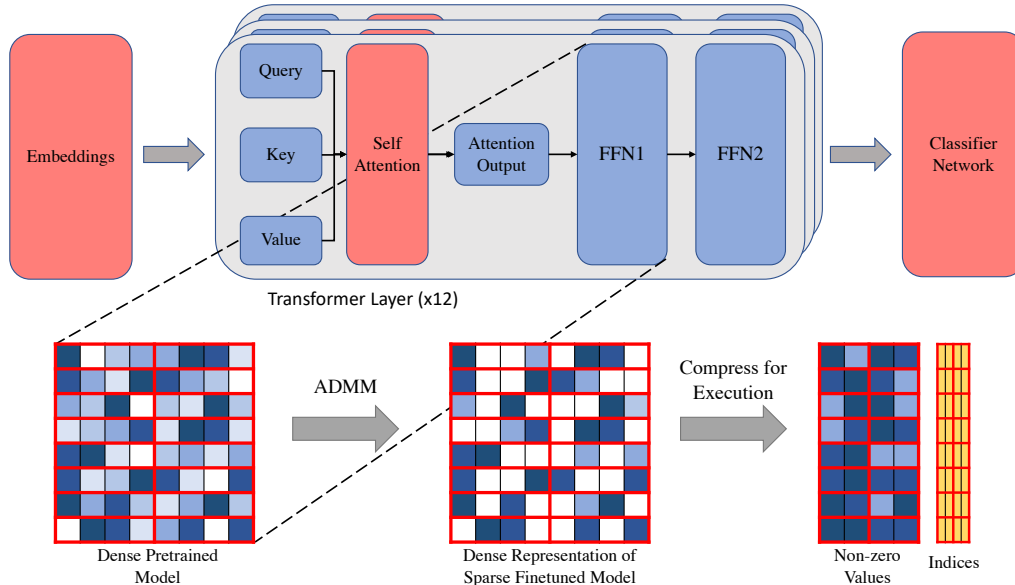 Embeddings
Query
Key
Value
Self
Attention
Attention
Output
FFN1
FFN2
Classifier
Network
Transformer Layer (x12)
ADMM
Compress for
Execution
Dense Pretrained
Model
Dense Representation of
Sparse Finetuned Model
Non-zero
Values
Indices